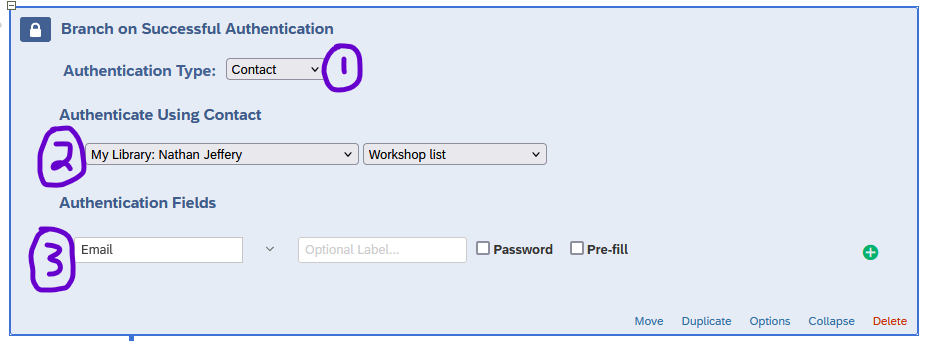 Branch on Successful Authentication
Authentication Type: Contact 1
Authenticate Using Contact
2 My Library: Nathan Jeffery Workshop list
Authentication Fields
3 Email Optional Label... Password Pre-fill
Move Duplicate Options Collapse Delete